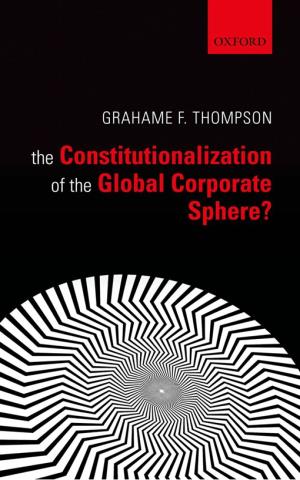 OXFORD
GRAHAME F. THOMPSON
the Constitutionalization
of the Global Corporate
Sphere?